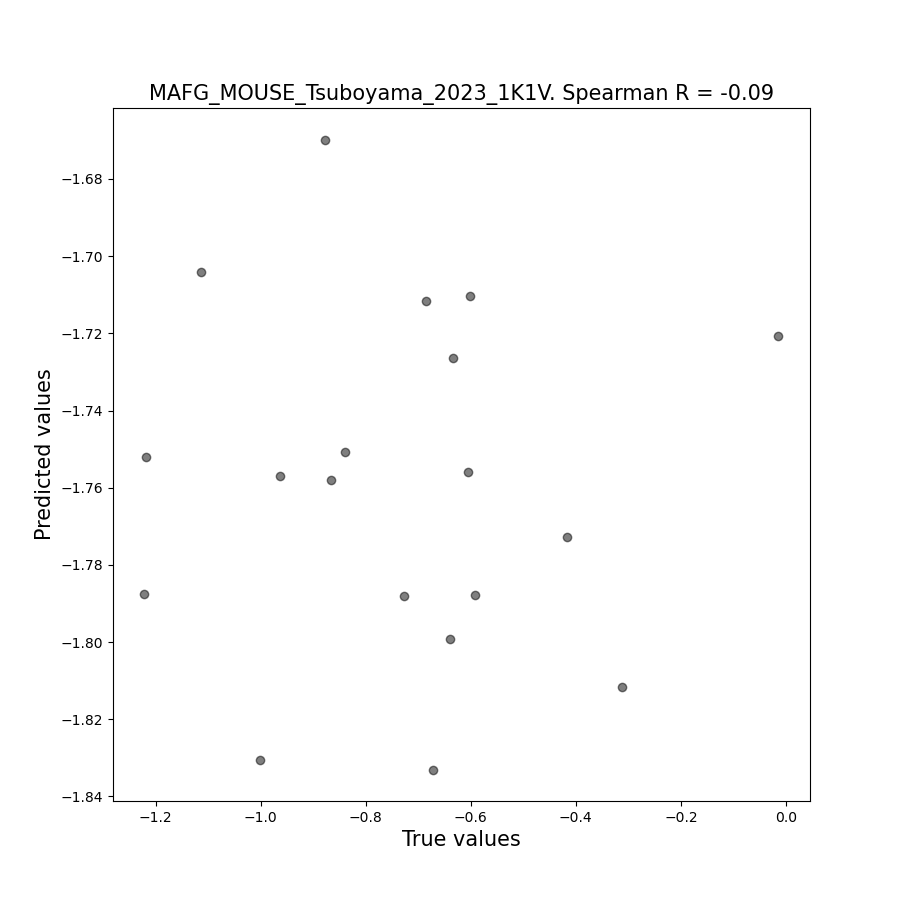 MAFG_MOUSE_Tsuboyama_2023_1K1V. Spearman R = -0.09
−1.68
−1.70
−1.72
−1.74
−1.76
−1.78
−1.80
−1.82
−1.84
Predicted values
−1.2 −1.0 −0.8 −0.6 −0.4 −0.2 0.0
True values